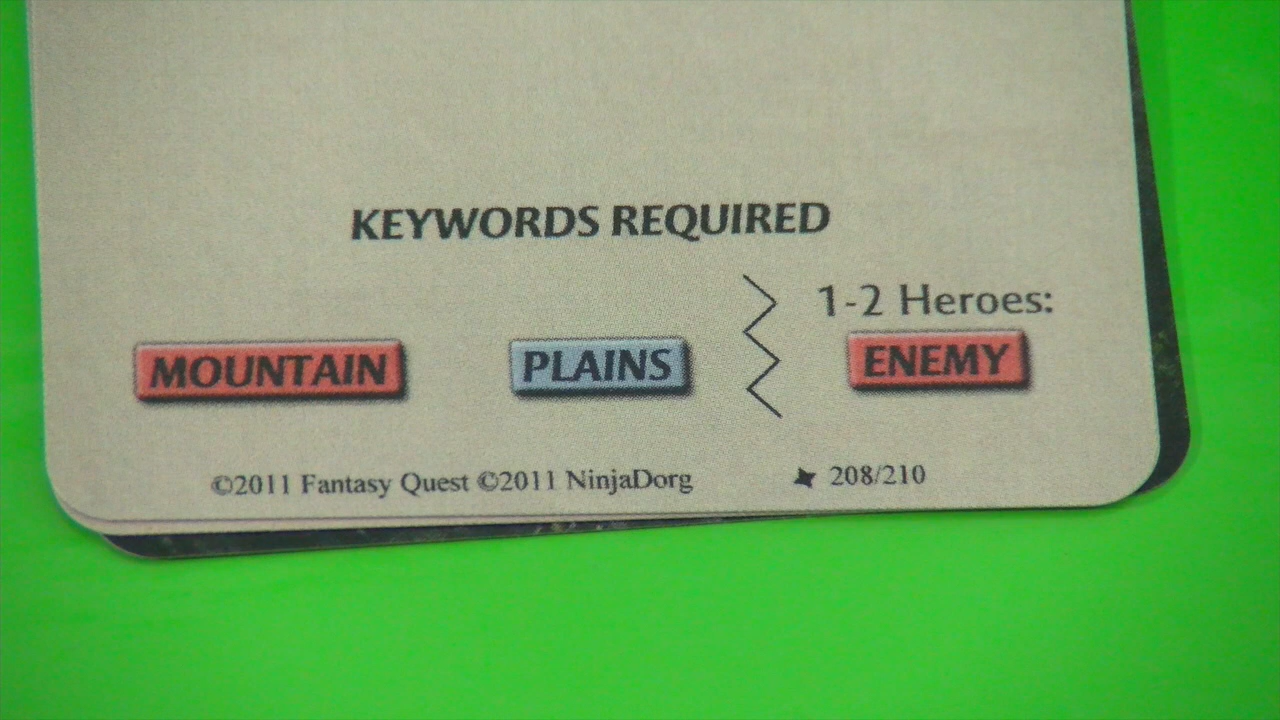 KEYWORDS REQUIRED
1-2 Heroes:
MOUNTAIN PLAINS ENEMY
©2011 Fantasy Quest ©2011 NinjaDorg 208/210